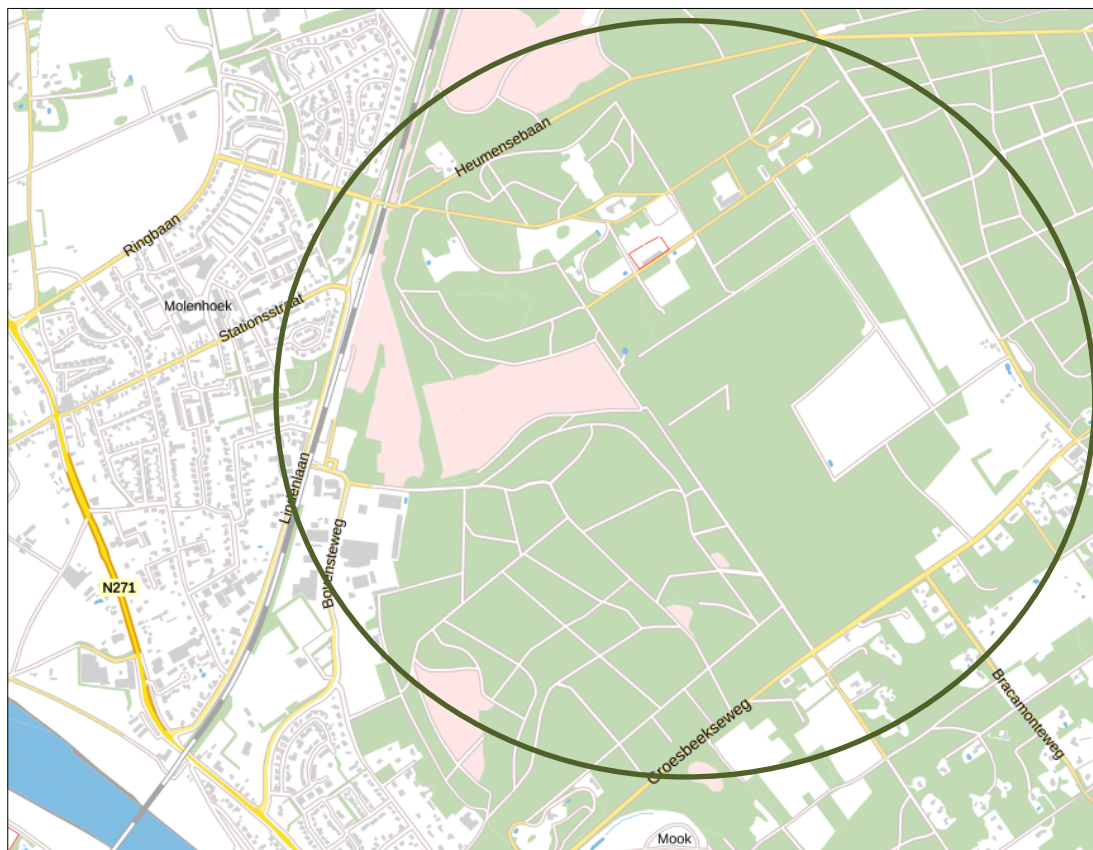 Heumensebaan
Ringbaan
Molenhoek
Stationsstraat
Lindenlaan
Bovensteweg
N271
Bracamonteweg
Groesbeekseweg
Mook